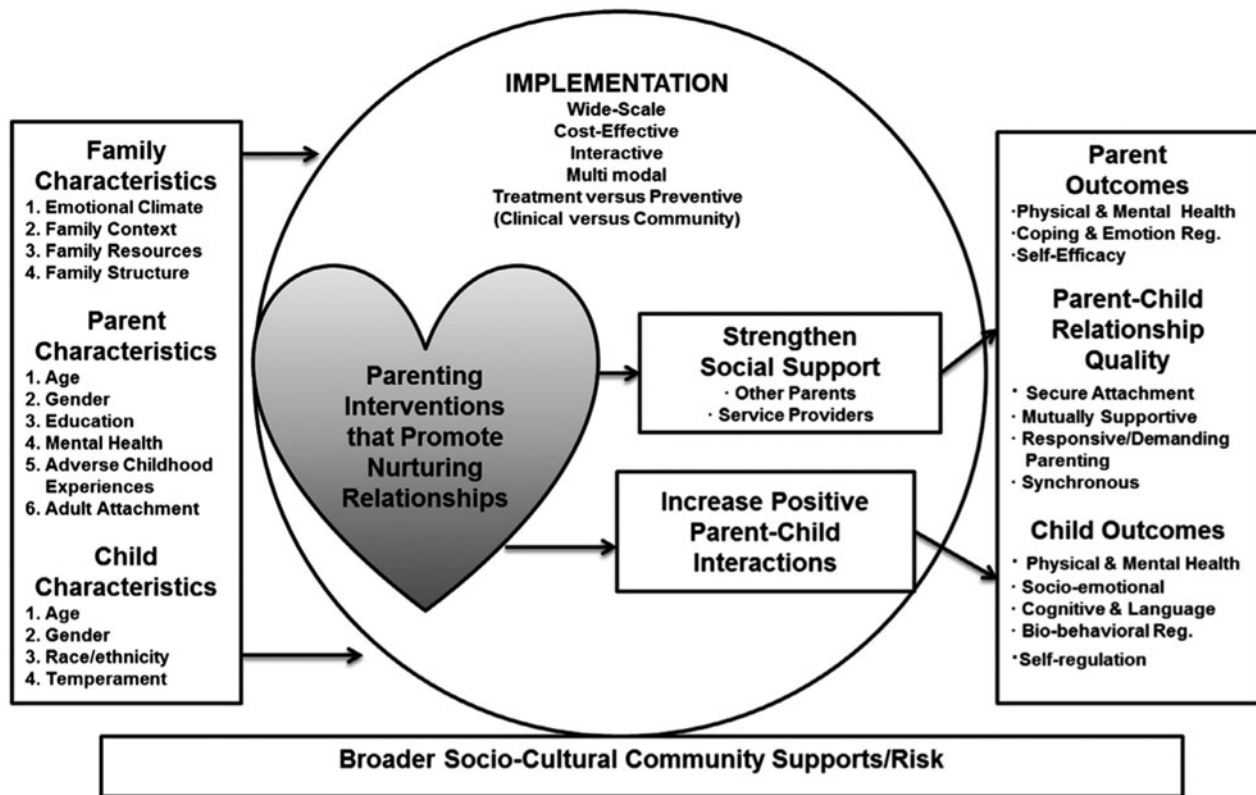 IMPLEMENTATION
Wide-Scale
Cost-Effective
Interactive
Multi modal
Treatment versus Preventive
(Clinical versus Community)
Family
Characteristics
1. Emotional Climate
2. Family Context
3. Family Resources
4. Family Structure
Parent
Characteristics
1. Age
2. Gender
3. Education
4. Mental Health
5. Adverse Childhood
Experiences
6. Adult Attachment
Child
Characteristics
1. Age
2. Gender
3. Race/ethnicity
4. Temperament
Parenting
Interventions
that Promote
Nurturing
Relationships
Strengthen
Social Support
· Other Parents
· Service Providers
Increase Positive
Parent-Child
Interactions
Parent
Outcomes
·Physical & Mental Health
·Coping & Emotion Reg.
·Self-Efficacy
Parent-Child
Relationship
Quality
· Secure Attachment
· Mutually Supportive
· Responsive/Demanding
Parenting
· Synchronous
Child Outcomes
· Physical & Mental Health
· Socio-emotional
· Cognitive & Language
· Bio-behavioral Reg.
·Self-regulation
Broader Socio-Cultural Community Supports/Risk